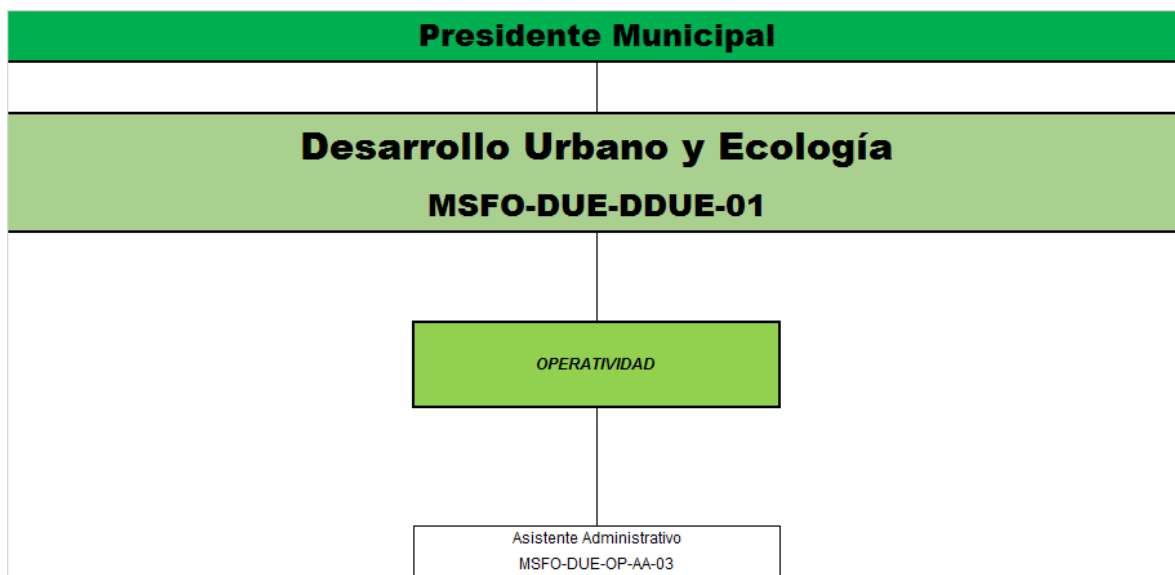 Presidente Municipal
Desarrollo Urbano y Ecología
MSFO-DUE-DDUE-01
OPERATIVIDAD
Asistente Administrativo
MSFO-DUE-OP-AA-03